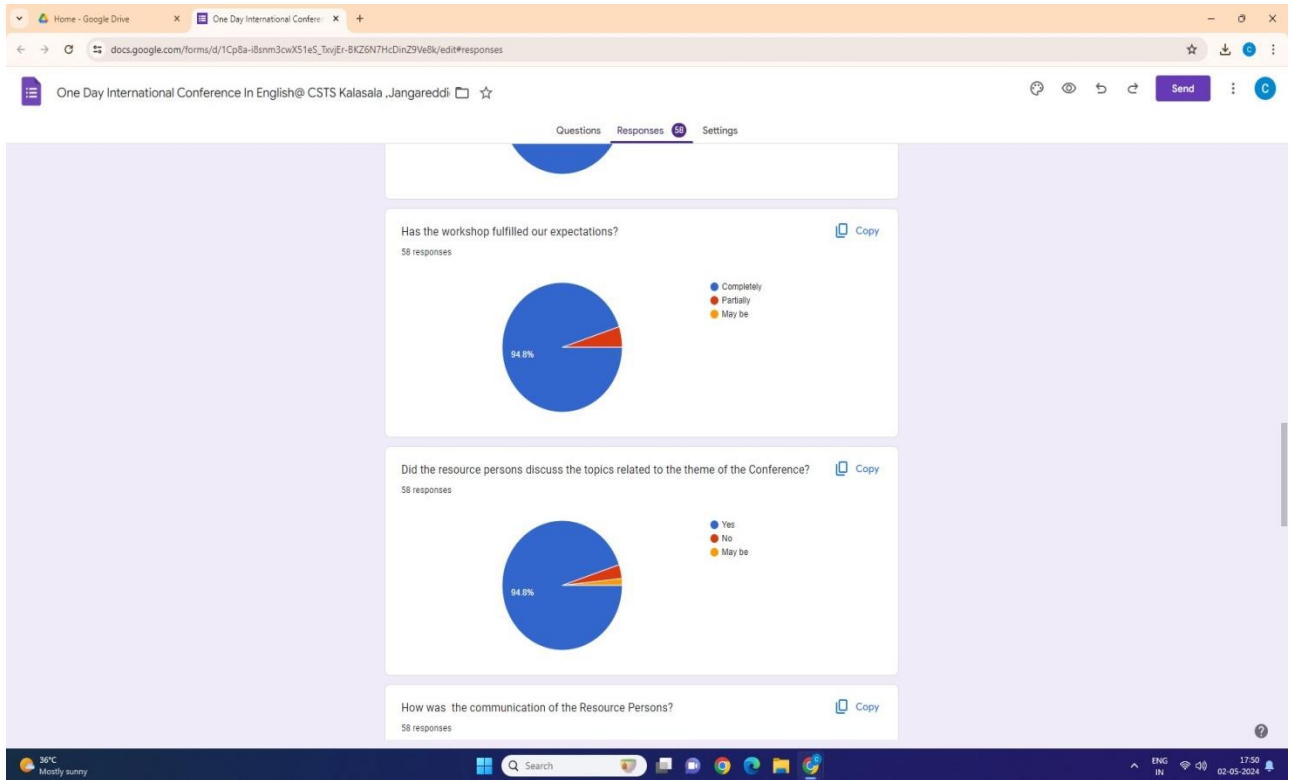 Home - Google Drive
One Day International Confere
docs.google.com/forms/d/1Cp8a-i8snm3cwX51eS_TxvjEr-BKZ6N7HcDinZ9Ve8k/edit#responses
One Day International Conference In English@ CSTS Kalasala ,Jangareddi
Send
C
Questions Responses 58 Settings
Has the workshop fulfilled our expectations?
Copy
58 responses
Completely
Partially
May be
94.8%
Did the resource persons discuss the topics related to the theme of the Conference?
Copy
58 responses
Yes
No
May be
94.8%
How was the communication of the Resource Persons?
Copy
58 responses
36°C
Mostly sunny
Search
ENG
IN
17:50
02-05-2024